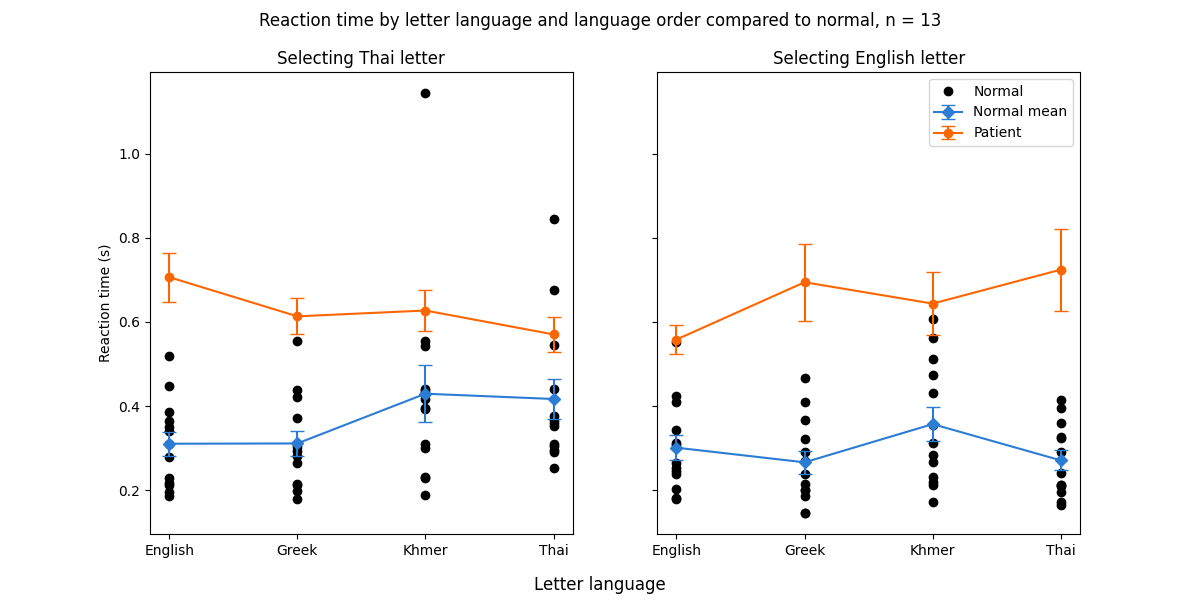 Reaction time by letter language and language order compared to normal, n = 13
Selecting Thai letter
Selecting English letter
Normal
Normal mean
Patient
Reaction time (s)
1.0
0.8
0.6
0.4
0.2
English Greek Khmer Thai
English Greek Khmer Thai
Letter language